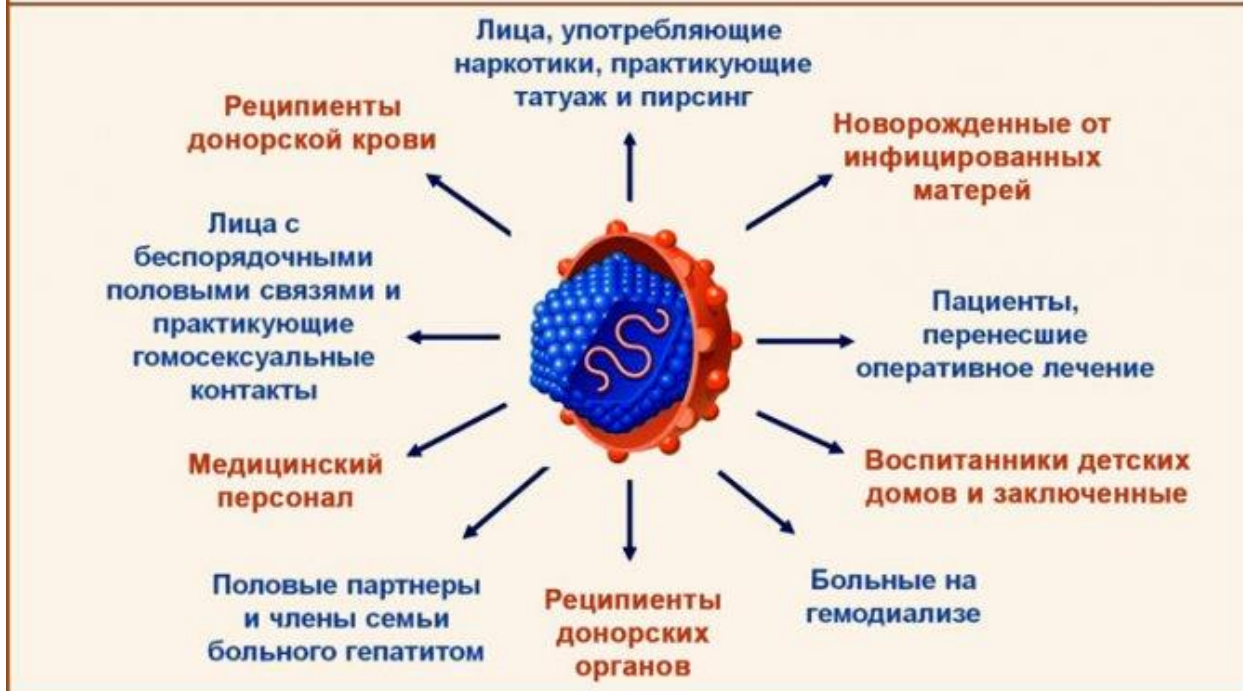 Лица, употребляющие
наркотики, практикующие
татуаж и пирсинг
Реципиенты
донорской крови
Новорожденные от
инфицированных
матерей
Лица с
беспорядочными
половыми связями и
практикующие
гомосексуальные
контакты
Пациенты,
перенесшие
оперативное лечение
Медицинский
персонал
Воспитанники детских
домов и заключенные
Половые партнеры
и члены семьи
больного гепатитом
Реципиенты
донорских
органов
Больные на
гемодиализе